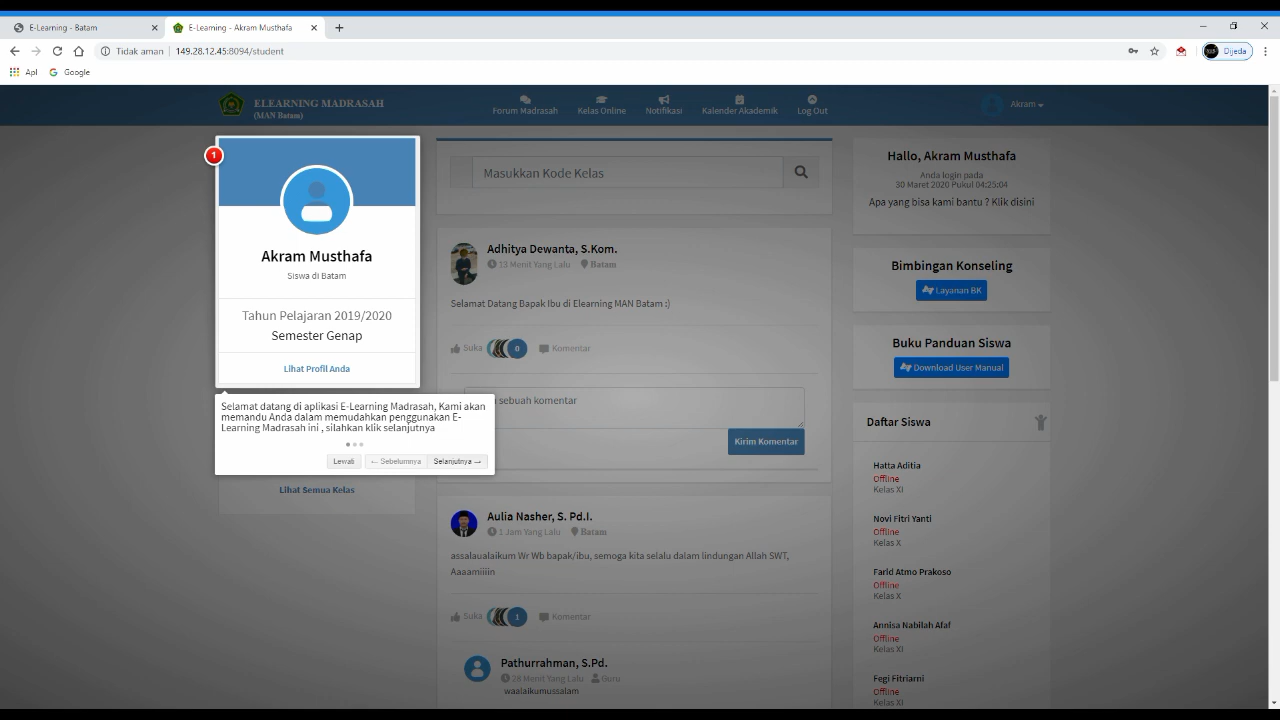 E-Learning - Batam
E-Learning - Akram Musthafa
Tidak aman
149.28.12.45:8094/student
Dijeda
Apl
Google
ELEARNING MADRASAH
(MAN Batam)
Forum Madrasah
Kelas Online
Notifikasi
Kalender Akademik
Log Out
Akram
1
Akram Musthafa
Siswa di Batam
Tahun Pelajaran 2019/2020
Semester Genap
Lihat Profil Anda
Selamat datang di aplikasi E-Learning Madrasah, Kami akan
memandu Anda dalam memudahkan penggunakan E-
Learning Madrasah ini , silahkan klik selanjutnya
Lewati
← Sebelumnya
Selanjutnya →
Lihat Semua Kelas
Masukkan Kode Kelas
Adhitya Dewanta, S.Kom.
13 Menit Yang Lalu
Batam
Selamat Datang Bapak Ibu di Elearning MAN Batam :)
Suka
0
Komentar
sebuah komentar
Kirim Komentar
Aulia Nasher, S. Pd.I.
1 Jam Yang Lalu
Batam
assalaualaikum Wr Wb bapak/ibu, semoga kita selalu dalam lindungan Allah SWT,
Aaaamiiiin
Suka
1
Komentar
Pathurrahman, S.Pd.
28 Menit Yang Lalu
Guru
waalaikumussalam
Hallo, Akram Musthafa
Anda login pada
30 Maret 2020 Pukul 04:25:04
Apa yang bisa kami bantu ? Klik disini
Bimbingan Konseling
Layanan BK
Buku Panduan Siswa
Download User Manual
Daftar Siswa
Hatta Aditia
Offline
Kelas XI
Novi Fitri Yanti
Offline
Kelas X
Farid Atmo Prakoso
Offline
Kelas X
Annisa Nabilah Afaf
Offline
Kelas XI
Fegi Fitriarni
Offline
Kelas XI